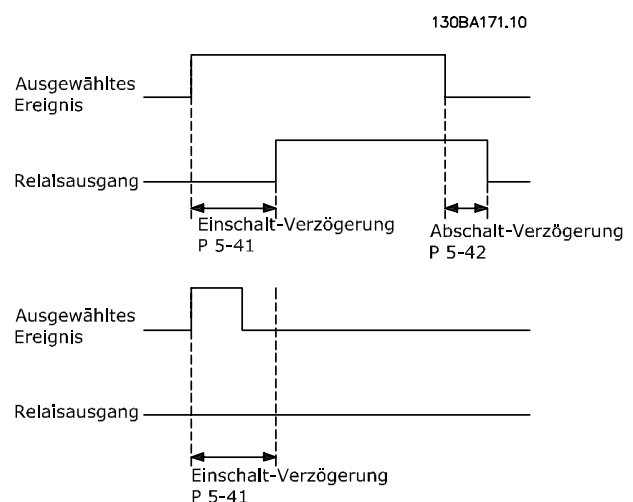 130BA171.10
Ausgewähltes
Ereignis
Relaisausgang
Einschalt-Verzögerung
P 5-41
Abschalt-Verzögerung
P 5-42
Ausgewähltes
Ereignis
Relaisausgang
Einschalt-Verzögerung
P 5-41